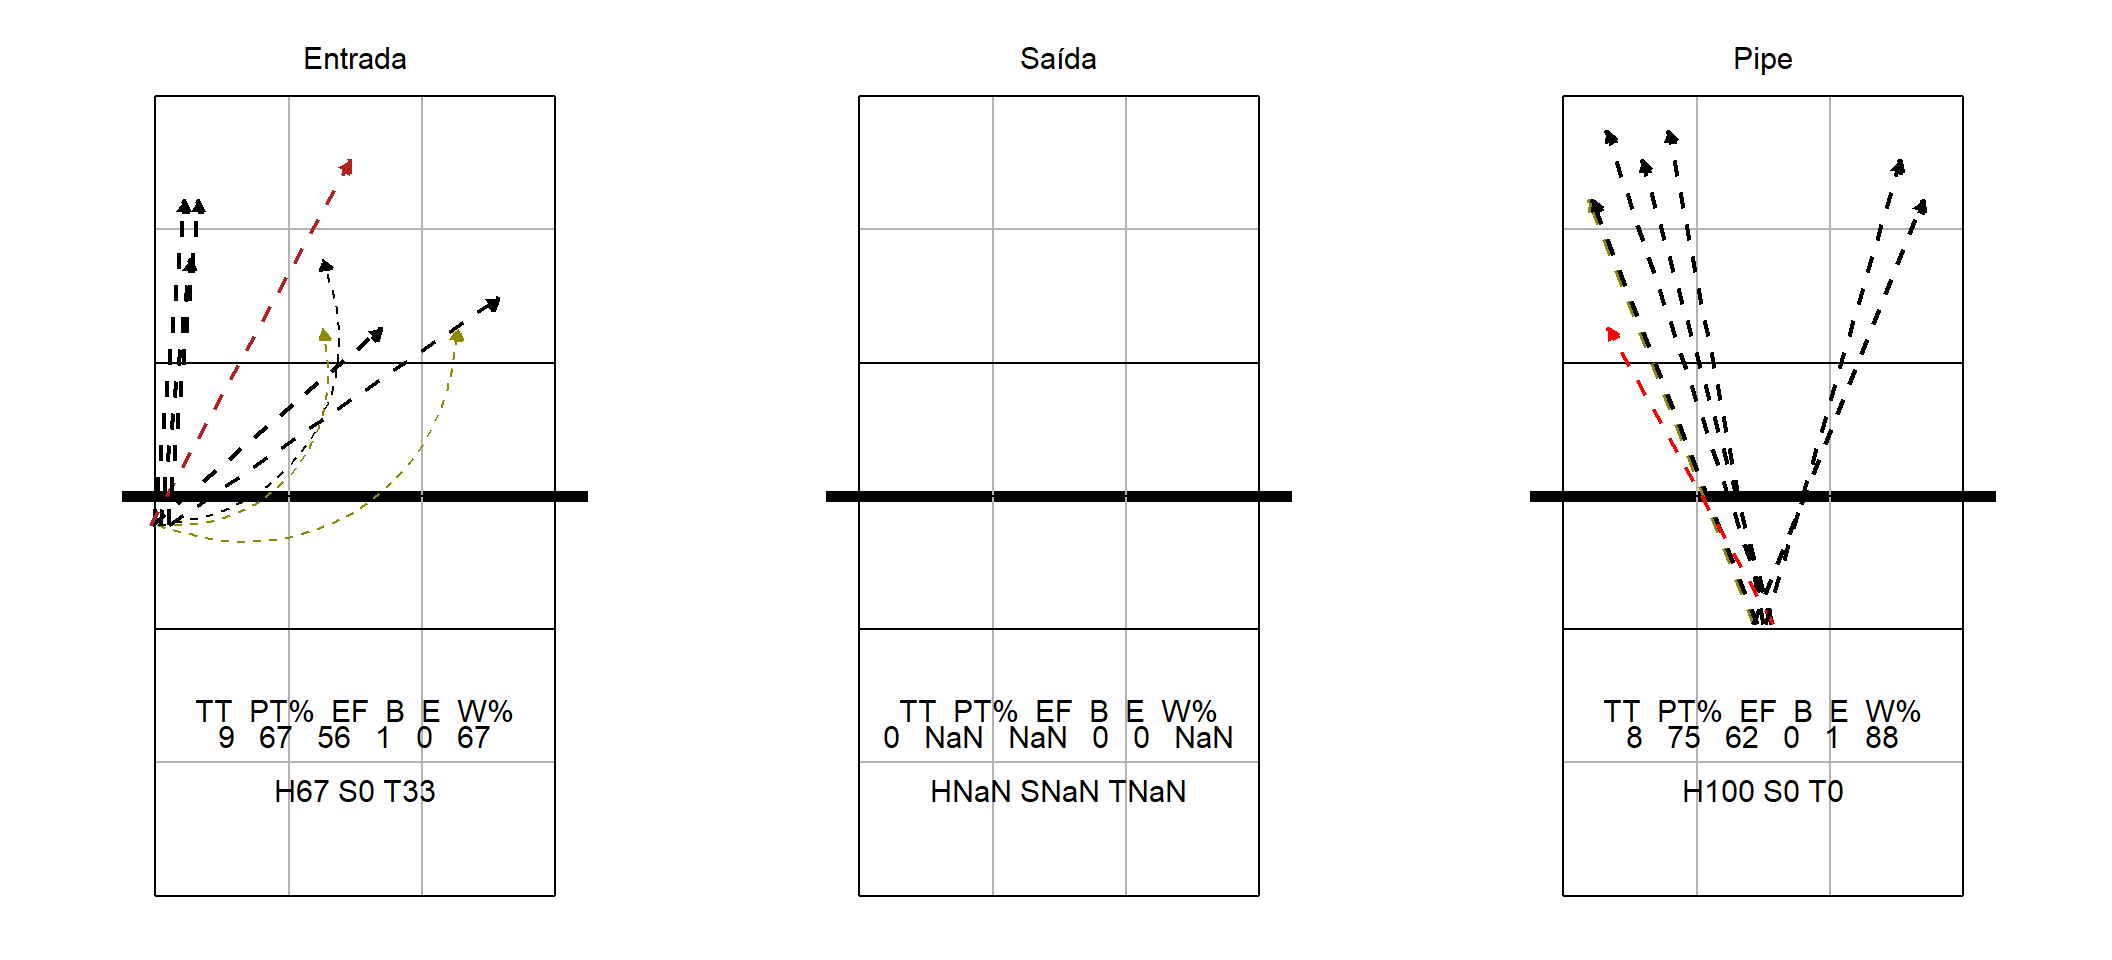 Entrada
TT PT% EF B E W%
9 67 56 1 0 67
H67 S0 T33
Saída
TT PT% EF B E W%
0 NaN NaN 0 0 NaN
HNaN SNaN TNaN
Pipe
TT PT% EF B E W%
8 75 62 0 1 88
H100 S0 T0